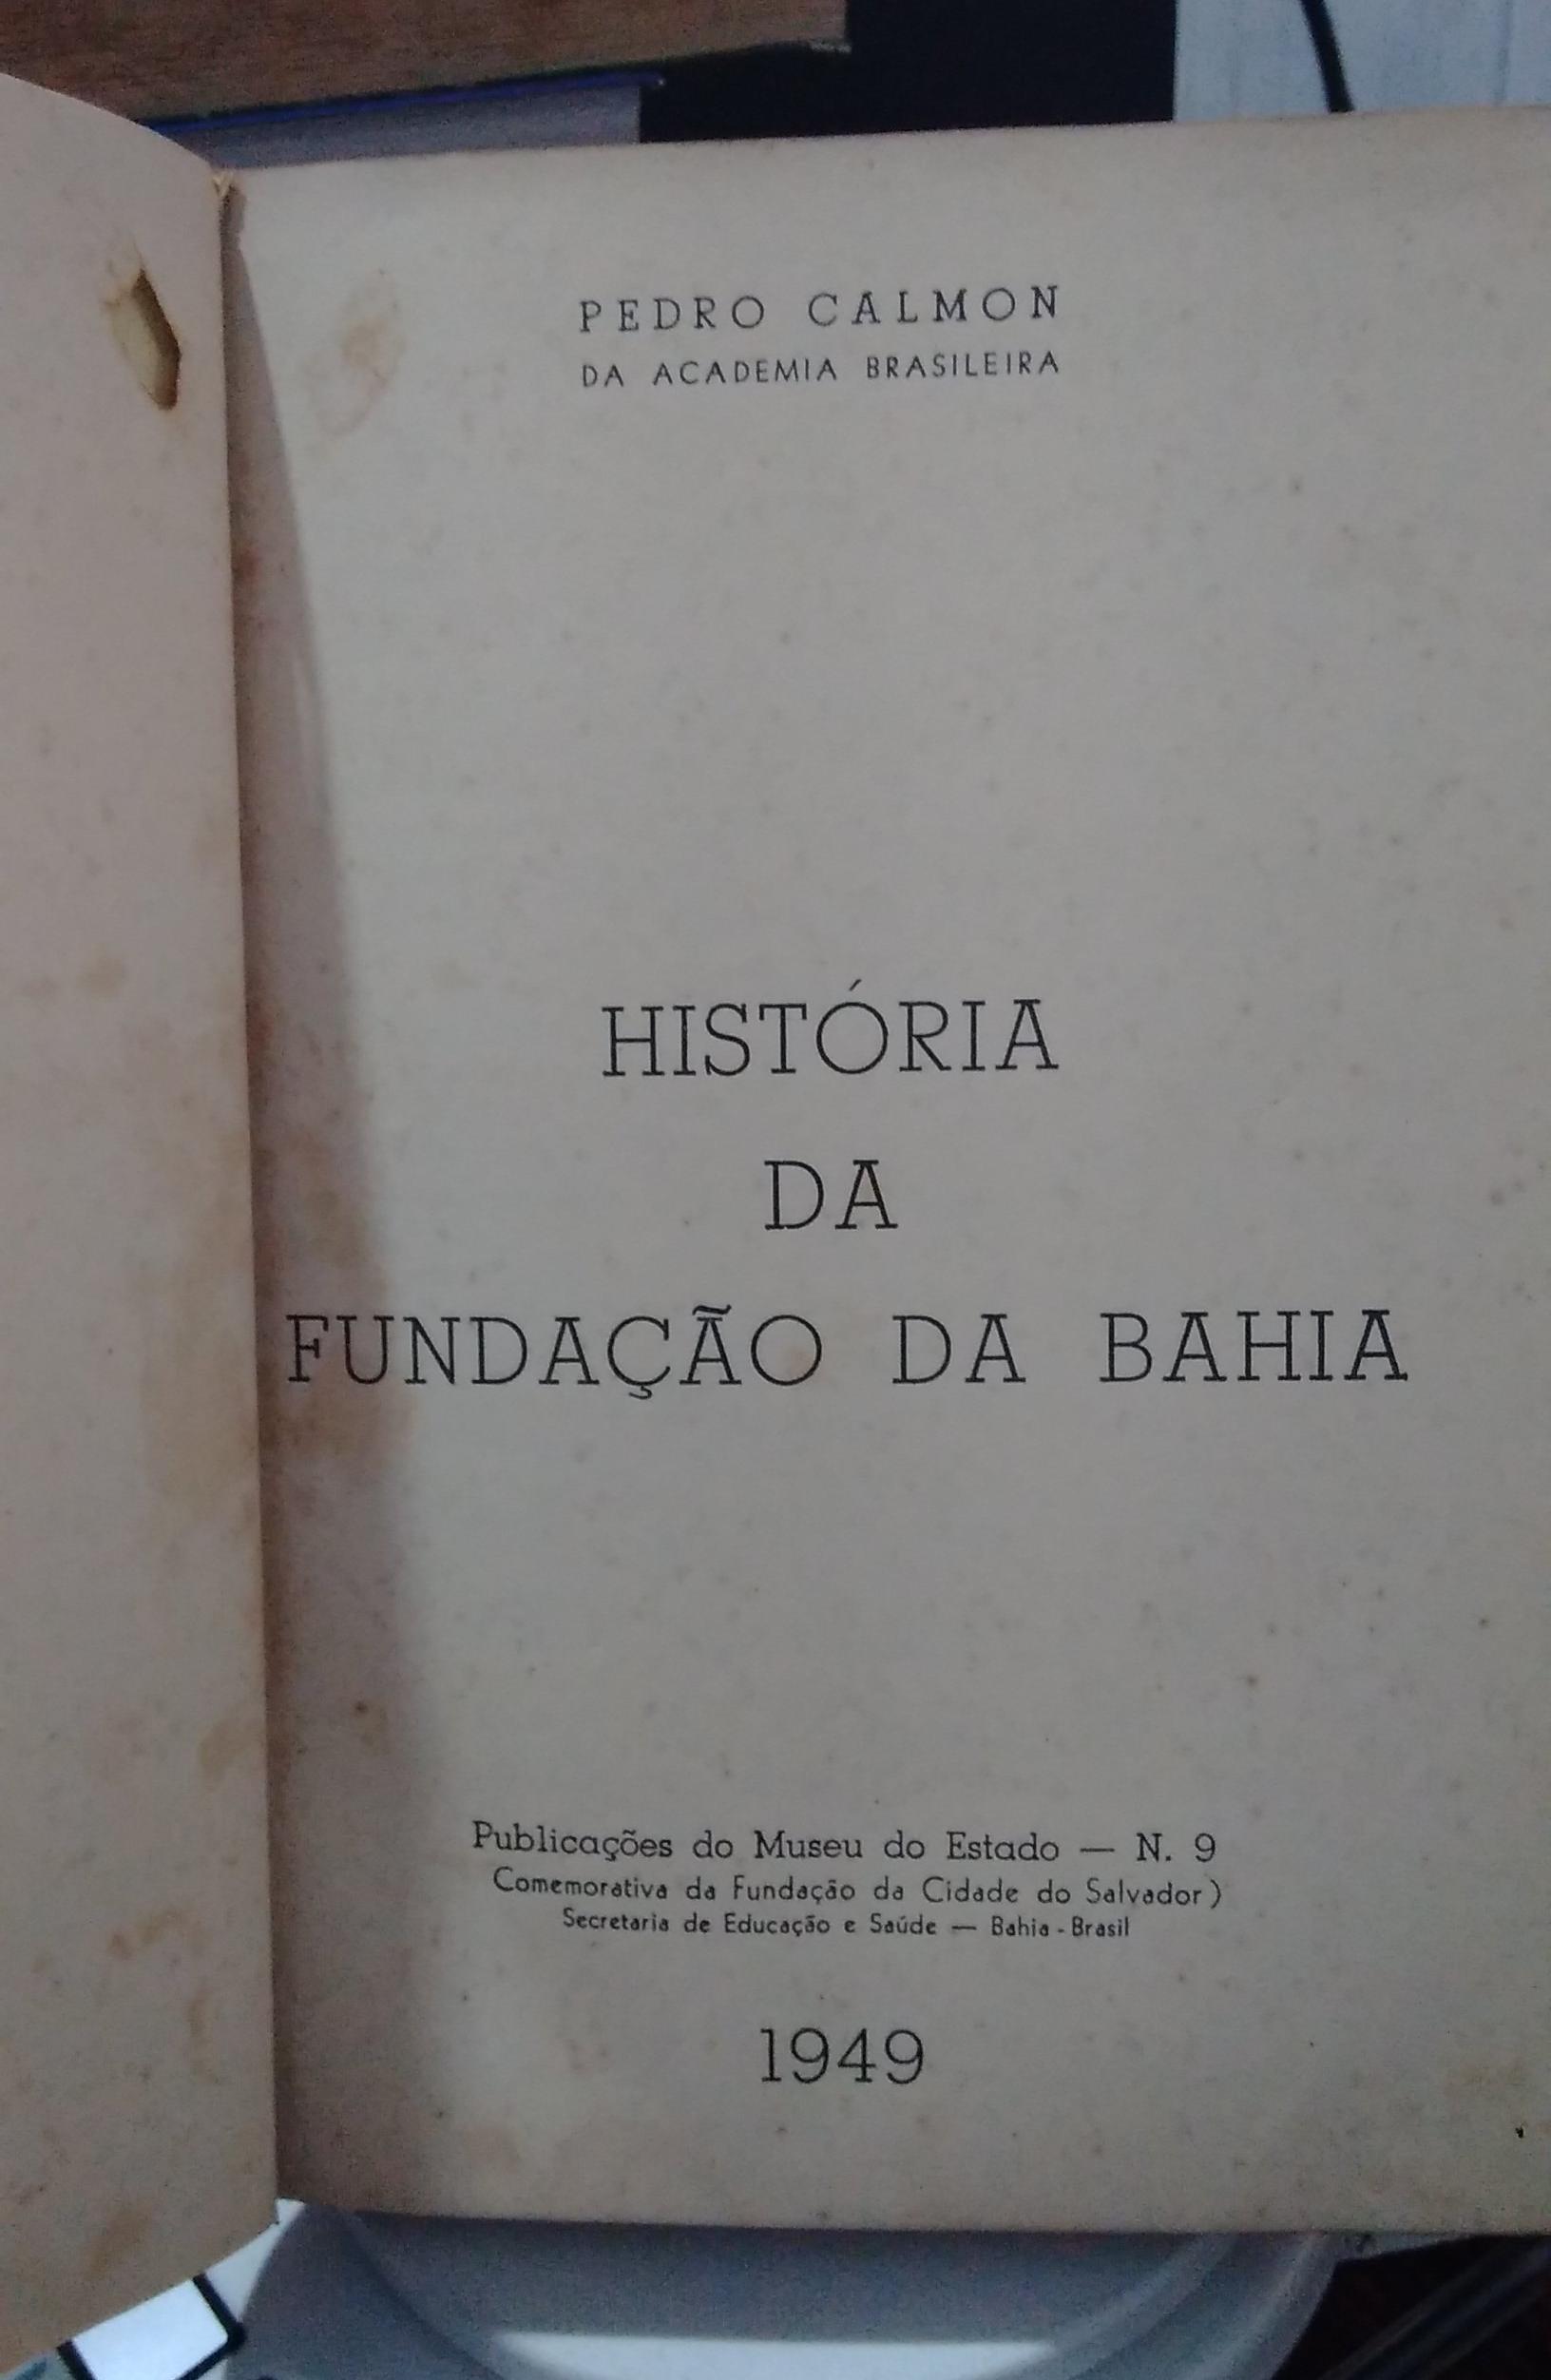 PEDRO CALMON
DA ACADEMIA BRASILEIRA
HISTÓRIA
DA
FUNDAÇÃO DA BAHIA
Publicações do Museu do Estado — N. 9
Comemorativa da Fundação da Cidade do Salvador)
Secretaria de Educação e Saúde — Bahia - Brasil
1949